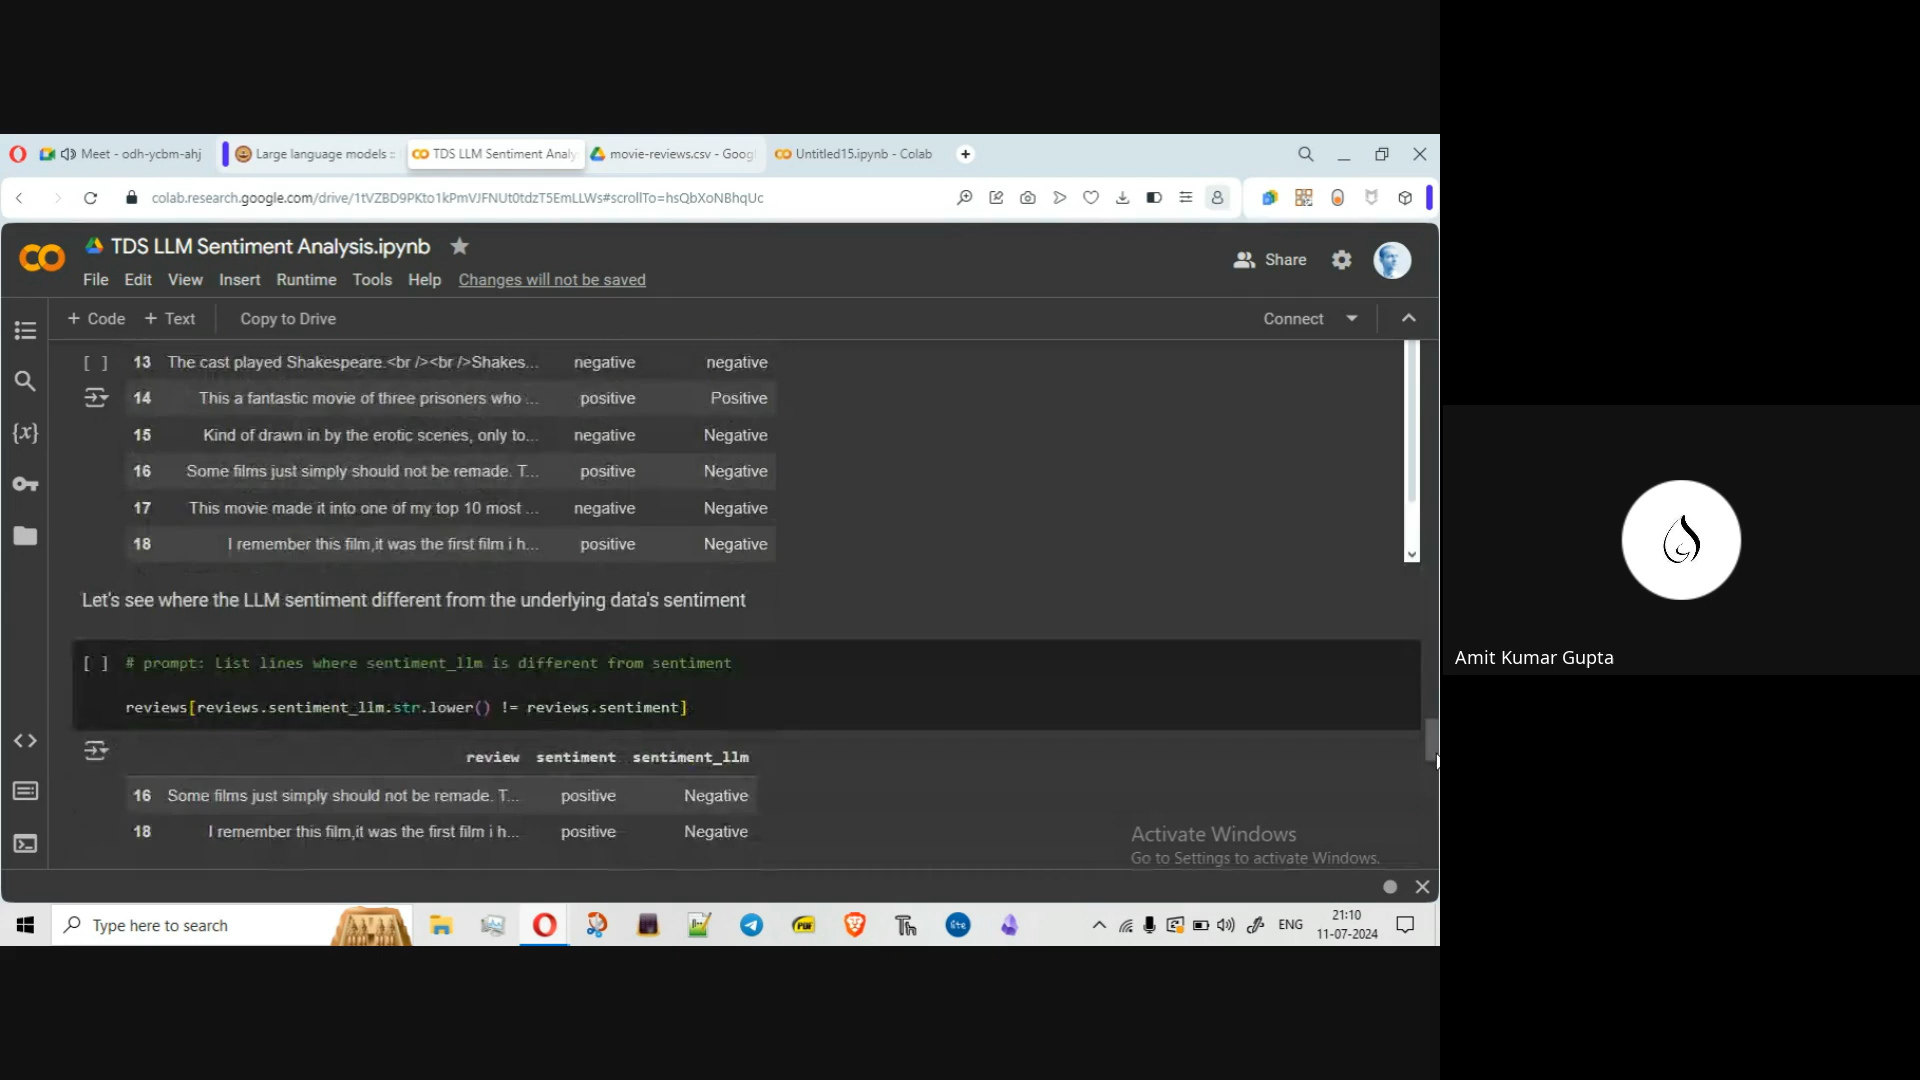 Meet - odh-ycbm-ahj
Large language models ::
TDS LLM Sentiment Analy
movie-reviews.csv - Goog
Untitled15.ipynb - Colab
colab.research.google.com/drive/1tVZBD9PKto1kPmVJFNUt0tdzT5EmLLWs#scrollTo=hsQbXoNBhqUc
TDS LLM Sentiment Analysis.ipynb
Share
File Edit View Insert Runtime Tools Help Changes will not be saved
+ Code + Text Copy to Drive Connect
[ ] 13 The cast played Shakespeare.<br /><br />Shakes... negative negative
14 This a fantastic movie of three prisoners who ... positive Positive
15 Kind of drawn in by the erotic scenes, only to... negative Negative
16 Some films just simply should not be remade. T... positive Negative
17 This movie made it into one of my top 10 most ... negative Negative
18 I remember this film,it was the first film i h... positive Negative
Let's see where the LLM sentiment different from the underlying data's sentiment
[ ] # prompt: List lines where sentiment_llm is different from sentiment
reviews[reviews.sentiment_llm.str.lower() != reviews.sentiment]
review sentiment sentiment_llm
16 Some films just simply should not be remade. T... positive Negative
18 I remember this film,it was the first film i h... positive Negative
Activate Windows
Go to Settings to activate Windows.
Type here to search
ENG
21:10
11-07-2024
Amit Kumar Gupta